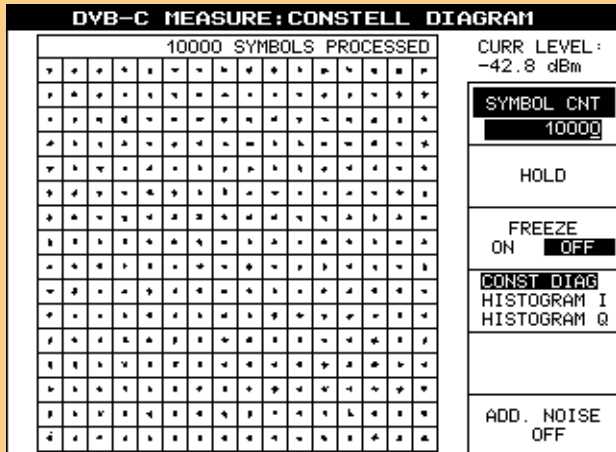 DVB-C MEASURE:CONSTELL DIAGRAM
10000 SYMBOLS PROCESSED
CURR LEVEL:
-42.8 dBm
SYMBOL CNT
10000
HOLD
FREEZE
ON OFF
CONST DIAG
HISTOGRAM I
HISTOGRAM Q
ADD. NOISE
OFF